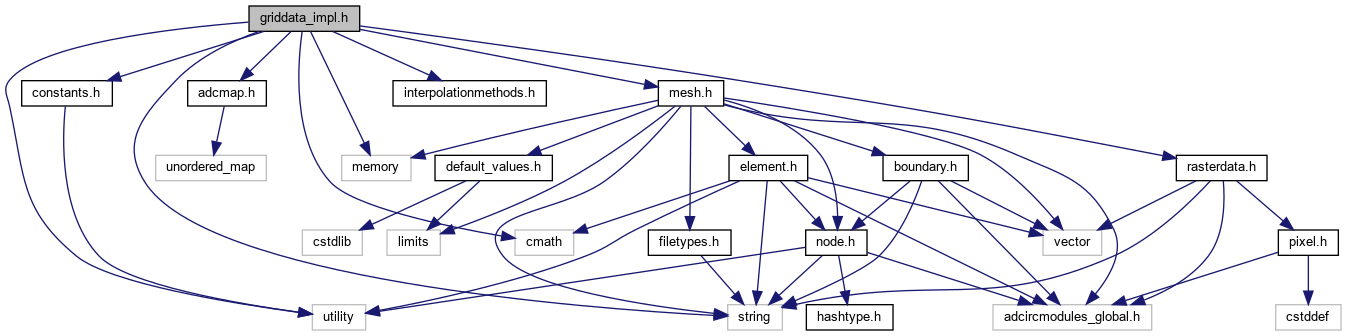 griddata_impl.h
constants.h
adcmap.h
interpolationmethods.h
mesh.h
unordered_map
memory
default_values.h
element.h
boundary.h
rasterdata.h
cstdlib
limits
cmath
filetypes.h
node.h
vector
pixel.h
utility
string
hashtype.h
adcircmodules_global.h
cstddef